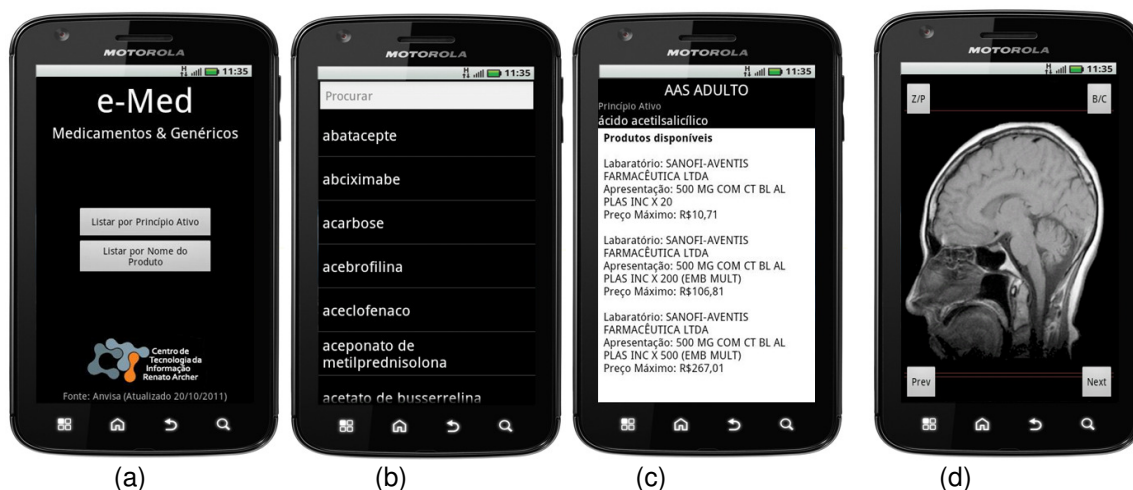 MOTOROLA
H 11:35
e-Med
Medicamentos & Genéricos
Listar por Princípio Ativo
Listar por Nome do
Produto
Centro de
Tecnologia da
Informação
Renato Archer
Fonte: Anvisa (Atualizado 20/10/2011)
(a)
MOTOROLA
H 11:35
Procurar
abatacepte
abciximabe
acarbose
acebrofilina
aceclofenaco
aceponato de
metilprednisolona
acetato de busserrelina
(b)
MOTOROLA
H 11:35
AAS ADULTO
Princípio Ativo
ácido acetilsalicílico
Produtos disponíveis
Labaratório: SANOFI-AVENTIS
FARMACÊUTICA LTDA
Apresentação: 500 MG COM CT BL AL
PLAS INC X 20
Preço Máximo: R$10,71
Labaratório: SANOFI-AVENTIS
FARMACÊUTICA LTDA
Apresentação: 500 MG COM CT BL AL
PLAS INC X 200 (EMB MULT)
Preço Máximo: R$106,81
Labaratório: SANOFI-AVENTIS
FARMACÊUTICA LTDA
Apresentação: 500 MG COM CT BL AL
PLAS INC X 500 (EMB MULT)
Preço Máximo: R$267,01
(c)
MOTOROLA
H 11:35
Z/P
B/C
Prev
Next
(d)